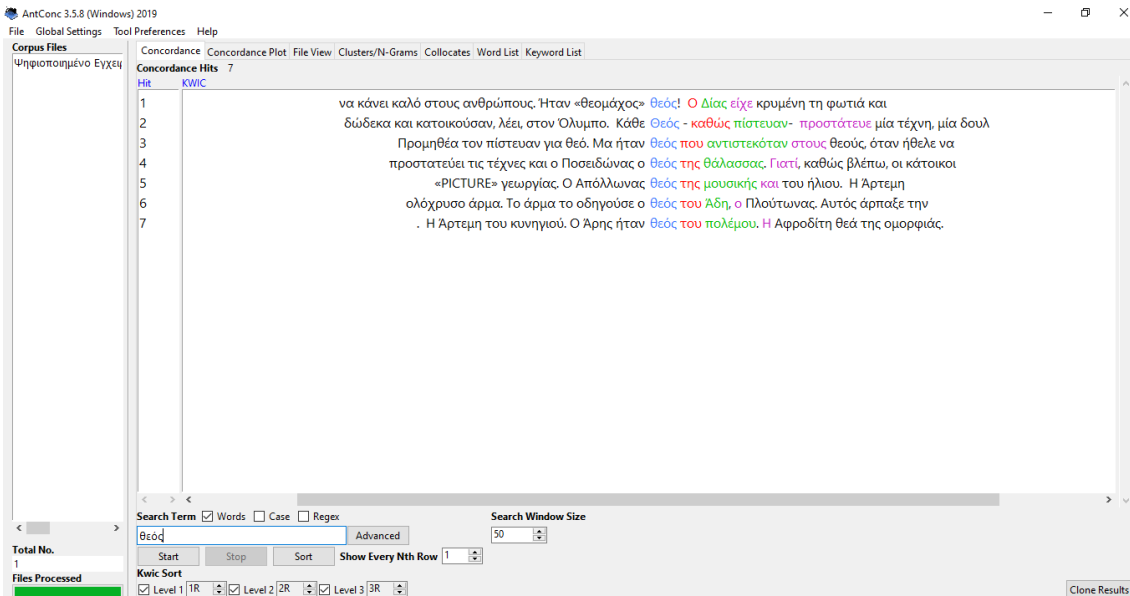 AntConc 3.5.8 (Windows) 2019
File Global Settings Tool Preferences Help
Corpus Files
Ψηφιοποιημένο Εγχειρ
Concordance Concordance Plot File View Clusters/N-Grams Collocates Word List Keyword List
Concordance Hits 7
Hit KWIC
1 να κάνει καλό στους ανθρώπους. Ήταν «θεομάχος» θεός! Ο Δίας είχε κρυμένη τη φωτιά και
2 δώδεκα και κατοικούσαν, λέει, στον Όλυμπο. Κάθε Θεός - καθώς πίστευαν- προστάτευε μία τέχνη, μία δουλ
3 Προμηθέα τον πίστευαν για θεό. Μα ήταν θεός που αντιστεκόταν στους θεούς, όταν ήθελε να
4 προστατεύει τις τέχνες και ο Ποσειδώνας ο θεός της θάλασσας. Γιατί, καθώς βλέπω, οι κάτοικοι
5 «PICTURE» γεωργίας. Ο Απόλλωνας θεός της μουσικής και του ήλιου. Η Άρτεμη
6 ολόχρυσο άρμα. Το άρμα το οδηγούσε ο θεός του Άδη, ο Πλούτωνας. Αυτός άρπαξε την
7 . Η Άρτεμη του κυνηγιού. Ο Άρης ήταν θεός του πολέμου. Η Αφροδίτη θεά της ομορφιάς.
Search Term Words Case Regex Search Window Size
θεός Advanced 50
Start Stop Sort Show Every Nth Row 1
Total No.
1
Files Processed
Kwic Sort
Level 1 1R Level 2 2R Level 3 3R Clone Results